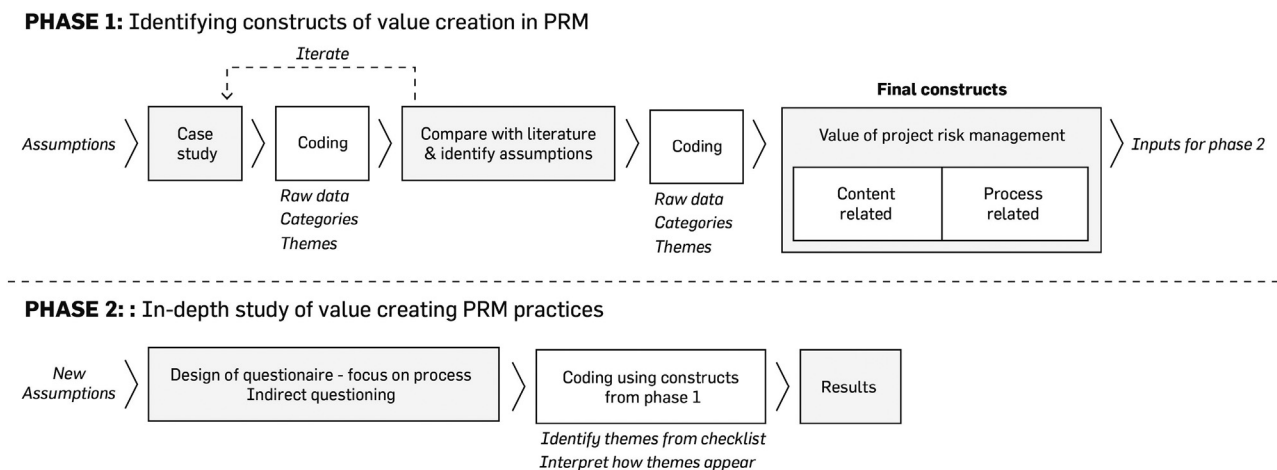 PHASE 1: Identifying constructs of value creation in PRM
Iterate
Final constructs
Assumptions
Case
study
Coding
Raw data
Categories
Themes
Compare with literature
& identify assumptions
Coding
Raw data
Categories
Themes
Value of project risk management
Content
related
Process
related
Inputs for phase 2
PHASE 2: : In-depth study of value creating PRM practices
New
Assumptions
Design of questionaire - focus on process
Indirect questioning
Coding using constructs
from phase 1
Identify themes from checklist
Interpret how themes appear
Results